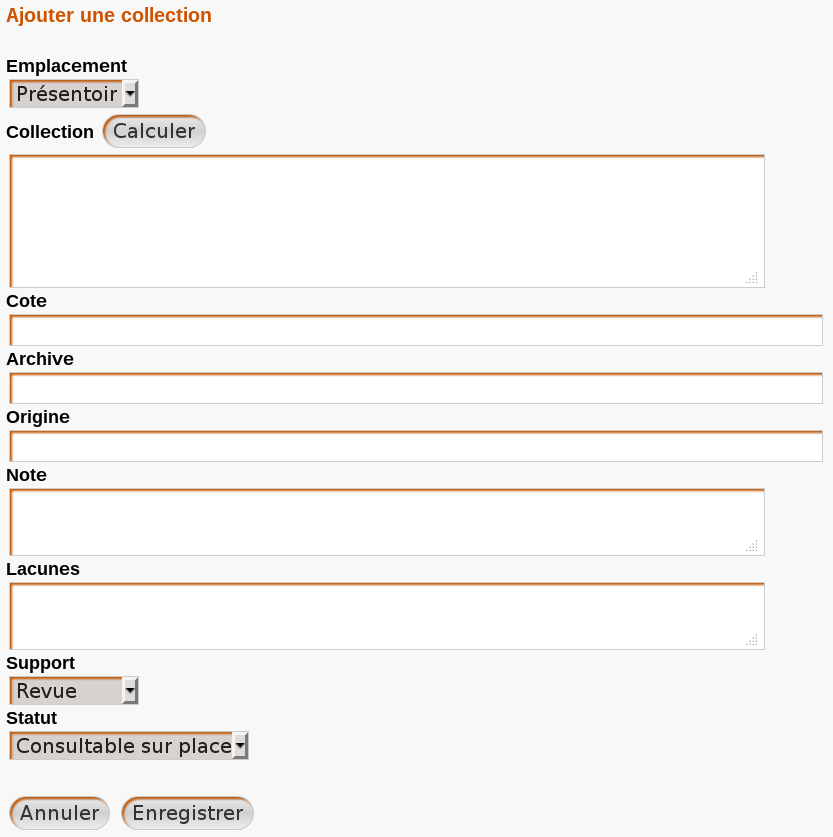 Ajouter une collection
Emplacement
Présentoir
Collection Calculer
Cote
Archive
Origine
Note
Lacunes
Support
Revue
Statut
Consultable sur place
Annuler Enregistrer